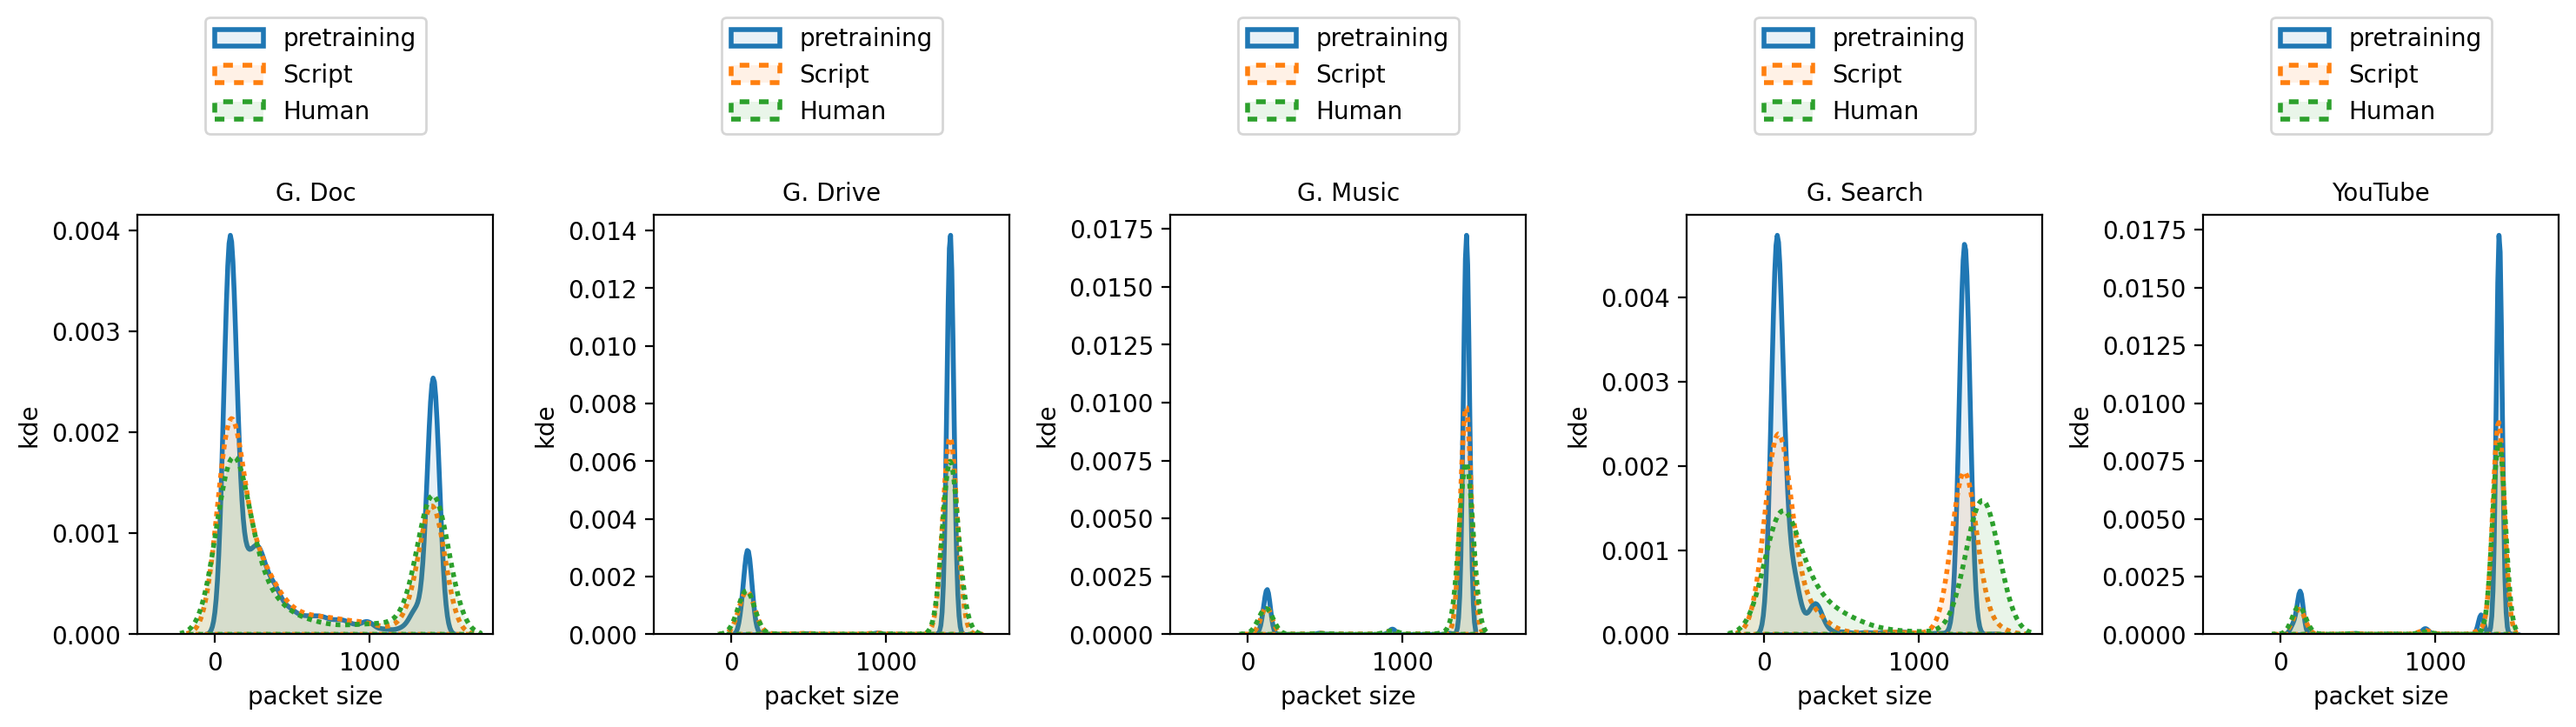 pretraining
Script
Human
G. Doc
0.004
0.003
0.002
0.001
0.000
kde
0 1000
packet size
pretraining
Script
Human
G. Drive
0.014
0.012
0.010
0.008
0.006
0.004
0.002
0.000
kde
0 1000
packet size
pretraining
Script
Human
G. Music
0.0175
0.0150
0.0125
0.0100
0.0075
0.0050
0.0025
0.0000
kde
0 1000
packet size
pretraining
Script
Human
G. Search
0.004
0.003
0.002
0.001
0.000
kde
0 1000
packet size
pretraining
Script
Human
YouTube
0.0175
0.0150
0.0125
0.0100
0.0075
0.0050
0.0025
0.0000
kde
0 1000
packet size